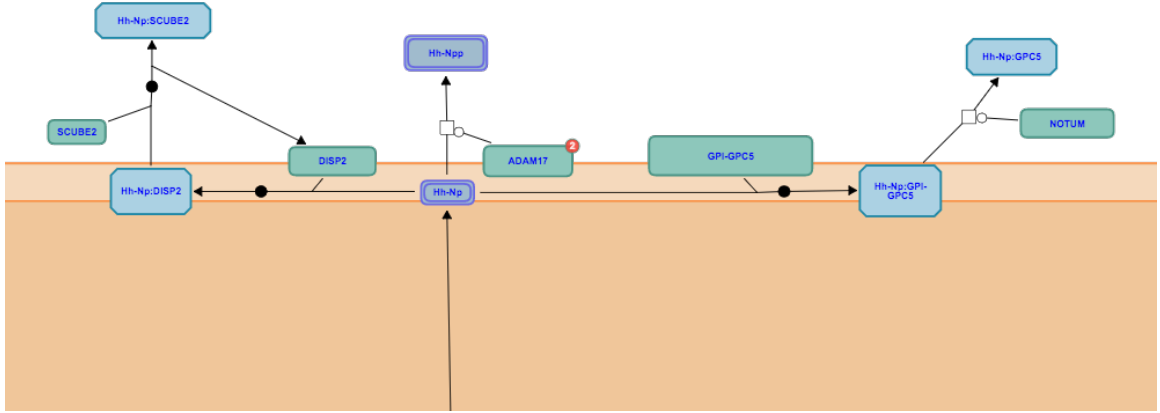 Hh-Np:SCUBE2
Hh-Npp
Hh-Np:GPC5
SCUBE2
NOTUM
DISP2
ADAM17
2
GPI-GPC5
Hh-Np:DISP2
Hh-Np
Hh-Np:GPI-
GPC5